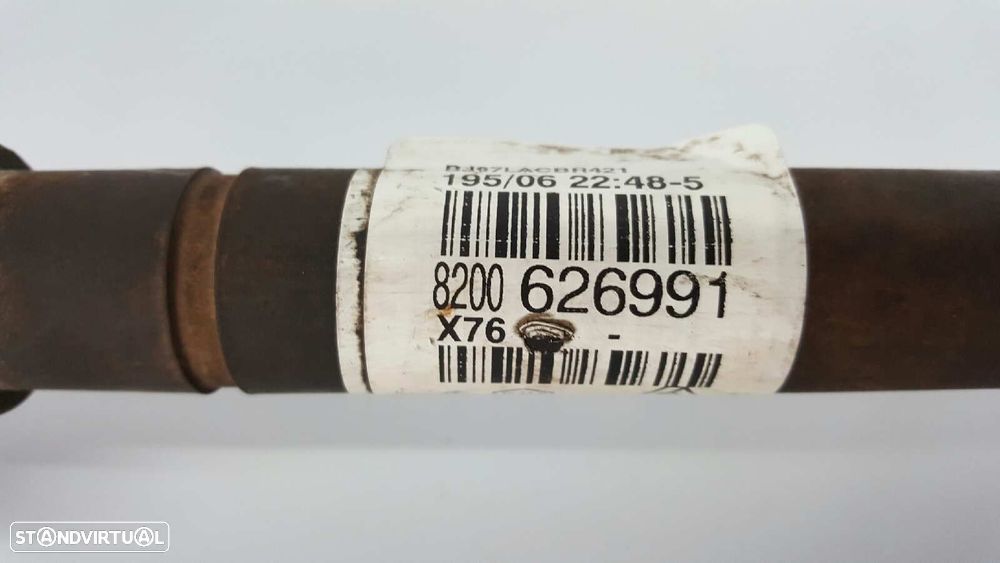 195/06 22:48-5
8200 626991
X76 -
STANDVIRTUAL